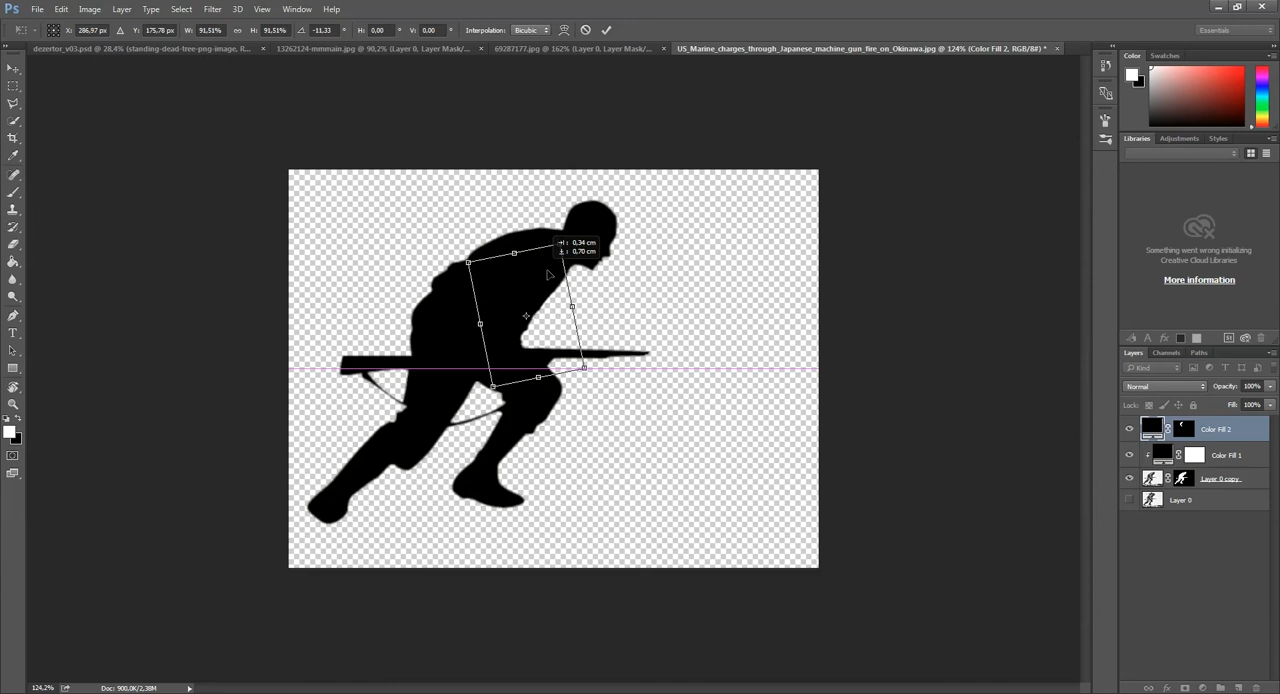 Ps File Edit Image Layer Type Select Filter 3D View Window Help
X: 286,97 px Y: 175,78 px W: 91,51% H: 91,51% -11,33 ° H: 0,00 ° V: 0,00 ° Interpolation: Bicubic Essentials
dezertor_v03.psd @ 28,4% (standing-dead-tree-png-image, R... × 13262124-mmmain.jpg @ 90,2% (Layer 0, Layer Mask/... × 69287177.jpg @ 162% (Layer 0, Layer Mask/... × US_Marine_charges_through_Japanese_machine_gun_fire_on_Okinawa.jpg @ 124% (Color Fill 2, RGB/8#) * ×
Color Swatches
Libraries Adjustments Styles
Something went wrong initializing
Creative Cloud Libraries
More information
: 0,34 cm
: 0,70 cm
Layers Channels Paths
Kind
Normal Opacity: 100%
Lock: Fill: 100%
Color Fill 2
Color Fill 1
Layer 0 copy
Layer 0
124,2% Doc: 900,0K/2,38M